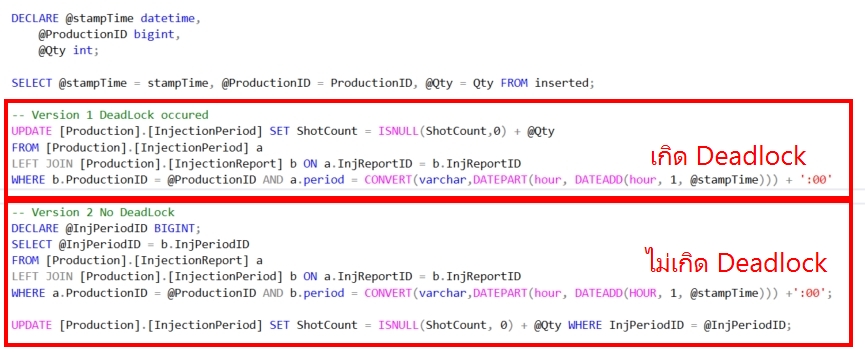 DECLARE @stampTime datetime,
@ProductionID bigint,
@Qty int;
SELECT @stampTime = stampTime, @ProductionID = ProductionID, @Qty = Qty FROM inserted;
-- Version 1 DeadLock occured
UPDATE [Production].[InjectionPeriod] SET ShotCount = ISNULL(ShotCount,0) + @Qty
FROM [Production].[InjectionPeriod] a
LEFT JOIN [Production].[InjectionReport] b ON a.InjReportID = b.InjReportID
WHERE b.ProductionID = @ProductionID AND a.period = CONVERT(varchar,DATEPART(hour, DATEADD(hour, 1, @stampTime))) + ':00'
เกิด Deadlock
-- Version 2 No DeadLock
DECLARE @InjPeriodID BIGINT;
SELECT @InjPeriodID = b.InjPeriodID
FROM [Production].[InjectionReport] a
LEFT JOIN [Production].[InjectionPeriod] b ON a.InjReportID = b.InjReportID
WHERE a.ProductionID = @ProductionID AND b.period = CONVERT(varchar,DATEPART(hour, DATEADD(HOUR, 1, @stampTime))) +':00';
ไม่เกิด Deadlock
UPDATE [Production].[InjectionPeriod] SET ShotCount = ISNULL(ShotCount, 0) + @Qty WHERE InjPeriodID = @InjPeriodID;